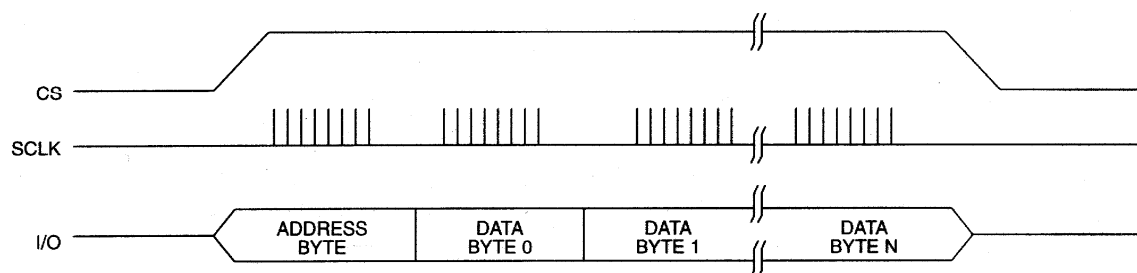 CS
SCLK
I/O
ADDRESS
BYTE
DATA
BYTE 0
DATA
BYTE 1
DATA
BYTE N